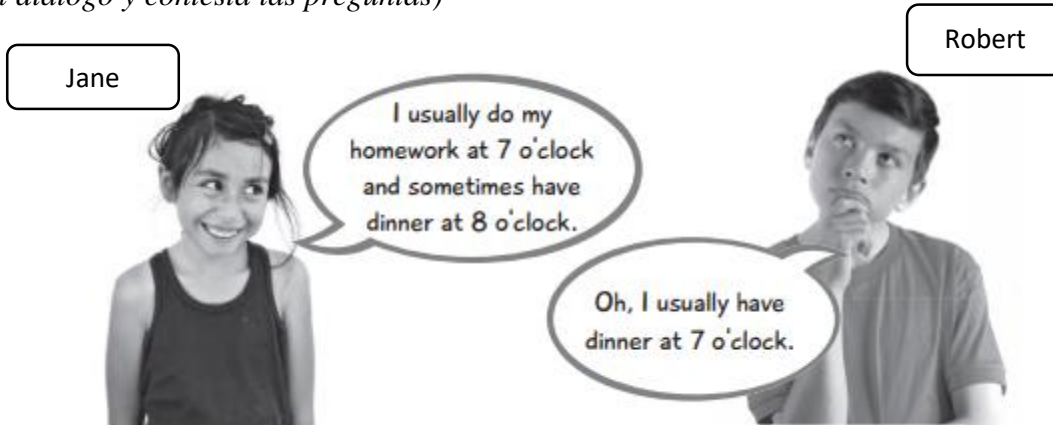 diálogo y contesta las preguntas)
Jane
Robert
I usually do my
homework at 7 o'clock
and sometimes have
dinner at 8 o'clock.
Oh, I usually have
dinner at 7 o'clock.